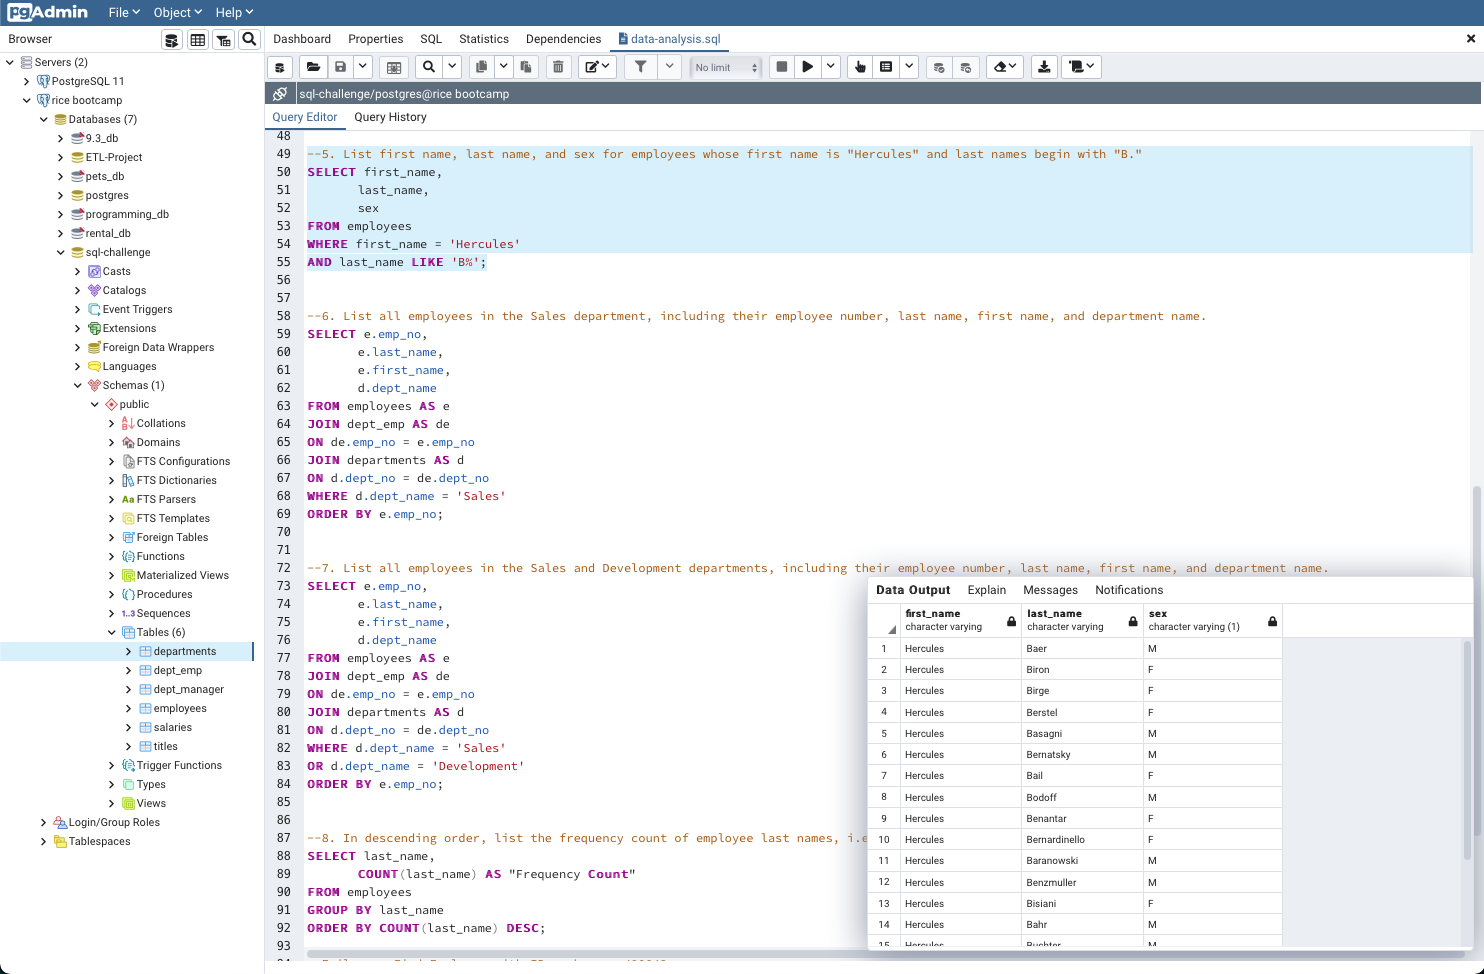 pgAdmin File Object Help
Browser
Dashboard Properties SQL Statistics Dependencies data-analysis.sql
No limit
sql-challenge/postgres@rice bootcamp
Query Editor Query History
Servers (2)
PostgreSQL 11
rice bootcamp
Databases (7)
9.3_db
ETL-Project
pets_db
postgres
programming_db
rental_db
sql-challenge
Casts
Catalogs
Event Triggers
Extensions
Foreign Data Wrappers
Languages
Schemas (1)
public
Collations
Domains
FTS Configurations
FTS Dictionaries
Aa FTS Parsers
FTS Templates
Foreign Tables
Functions
Materialized Views
Procedures
1..3 Sequences
Tables (6)
departments
dept_emp
dept_manager
employees
salaries
titles
Trigger Functions
Types
Views
Login/Group Roles
Tablespaces
48
49 --5. List first name, last name, and sex for employees whose first name is "Hercules" and last names begin with "B."
50 SELECT first_name,
51 last_name,
52 sex
53 FROM employees
54 WHERE first_name = 'Hercules'
55 AND last_name LIKE 'B%';
56
57
58 --6. List all employees in the Sales department, including their employee number, last name, first name, and department name.
59 SELECT e.emp_no,
60 e.last_name,
61 e.first_name,
62 d.dept_name
63 FROM employees AS e
64 JOIN dept_emp AS de
65 ON de.emp_no = e.emp_no
66 JOIN departments AS d
67 ON d.dept_no = de.dept_no
68 WHERE d.dept_name = 'Sales'
69 ORDER BY e.emp_no;
70
71
72 --7. List all employees in the Sales and Development departments, including their employee number, last name, first name, and department name.
73 SELECT e.emp_no,
74 e.last_name,
75 e.first_name,
76 d.dept_name
77 FROM employees AS e
78 JOIN dept_emp AS de
79 ON de.emp_no = e.emp_no
80 JOIN departments AS d
81 ON d.dept_no = de.dept_no
82 WHERE d.dept_name = 'Sales'
83 OR d.dept_name = 'Development'
84 ORDER BY e.emp_no;
85
86
87 --8. In descending order, list the frequency count of employee last names, i.e
88 SELECT last_name,
89 COUNT(last_name) AS "Frequency Count"
90 FROM employees
91 GROUP BY last_name
92 ORDER BY COUNT(last_name) DESC;
93
Data Output Explain Messages Notifications
first_name last_name sex
character varying character varying character varying (1)
1 Hercules Baer M
2 Hercules Biron F
3 Hercules Birge F
4 Hercules Berstel F
5 Hercules Basagni M
6 Hercules Bernatsky M
7 Hercules Bail F
8 Hercules Bodoff M
9 Hercules Benantar F
10 Hercules Bernardinello F
11 Hercules Baranowski M
12 Hercules Benzmuller M
13 Hercules Bisiani F
14 Hercules Bahr M
15 Hercules Buchter M